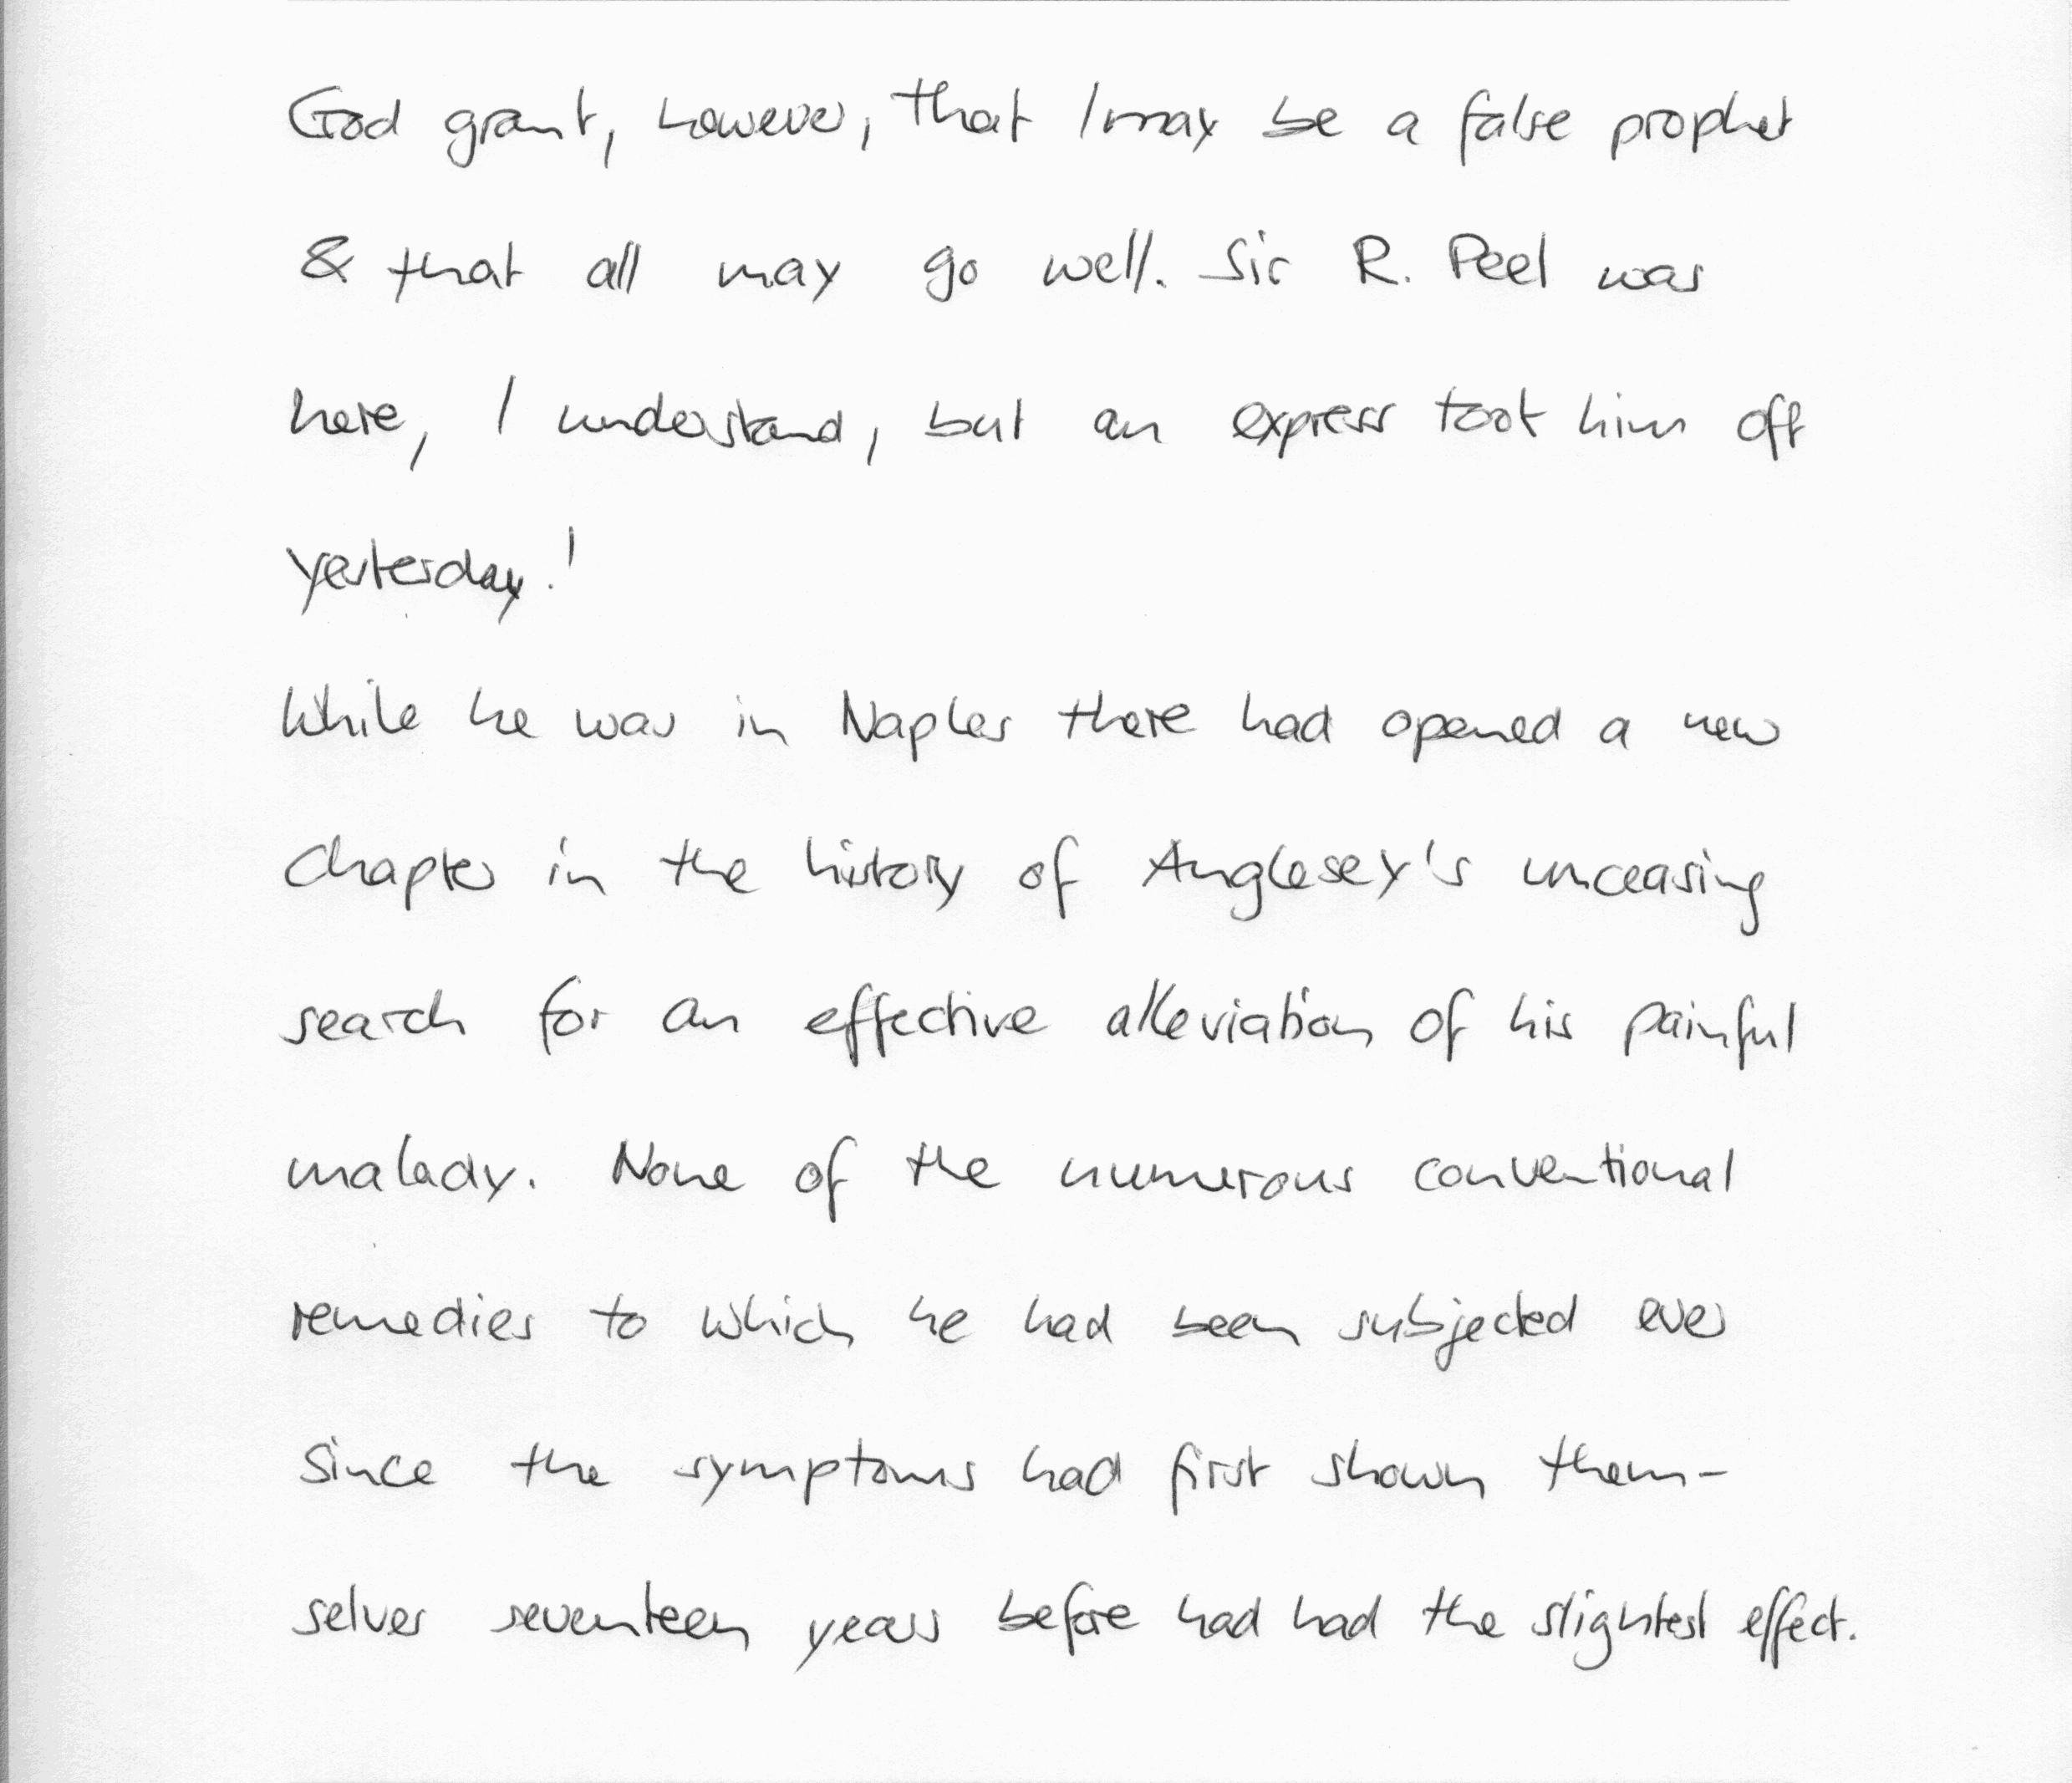 God grant, however, that I may be a false prophet
& that all may go well. Sir R. Peel was
here, I understand, but an express took him off
yesterday.'
While he was in Naples there had opened a new
Chapter in the history of Anglesey's unceasing
search for an effective alleviation of his painful
malady. None of the numerous conventional
remedies to which he had been subjected ever
since the symptoms had first shown them-
selves seventeen years before had had the slightest effect.